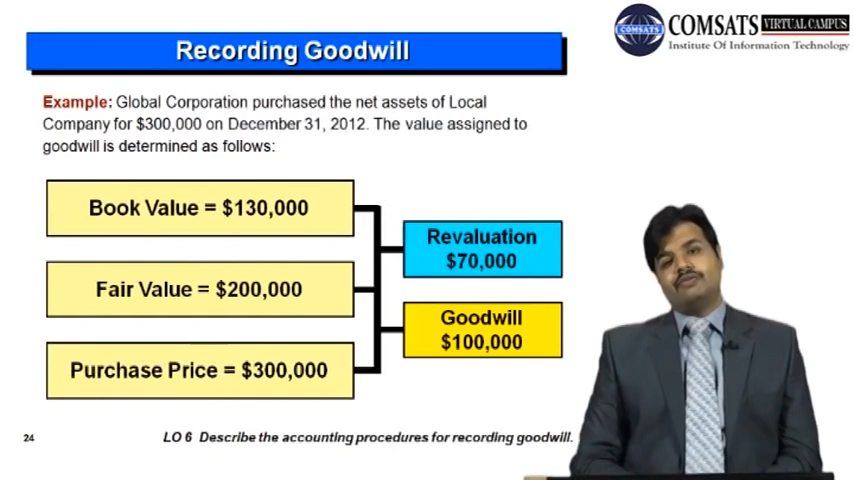 COMSATS VIRTUAL CAMPUS
COMSATS
Institute Of Information Technology
Recording Goodwill
Example: Global Corporation purchased the net assets of Local
Company for $300,000 on December 31, 2012. The value assigned to
goodwill is determined as follows:
Book Value = $130,000
Revaluation
$70,000
Fair Value = $200,000
Goodwill
$100,000
Purchase Price = $300,000
24
LO 6 Describe the accounting procedures for recording goodwill.